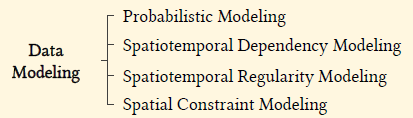 Data
Modeling
Probabilistic Modeling
Spatiotemporal Dependency Modeling
Spatiotemporal Regularity Modeling
Spatial Constraint Modeling